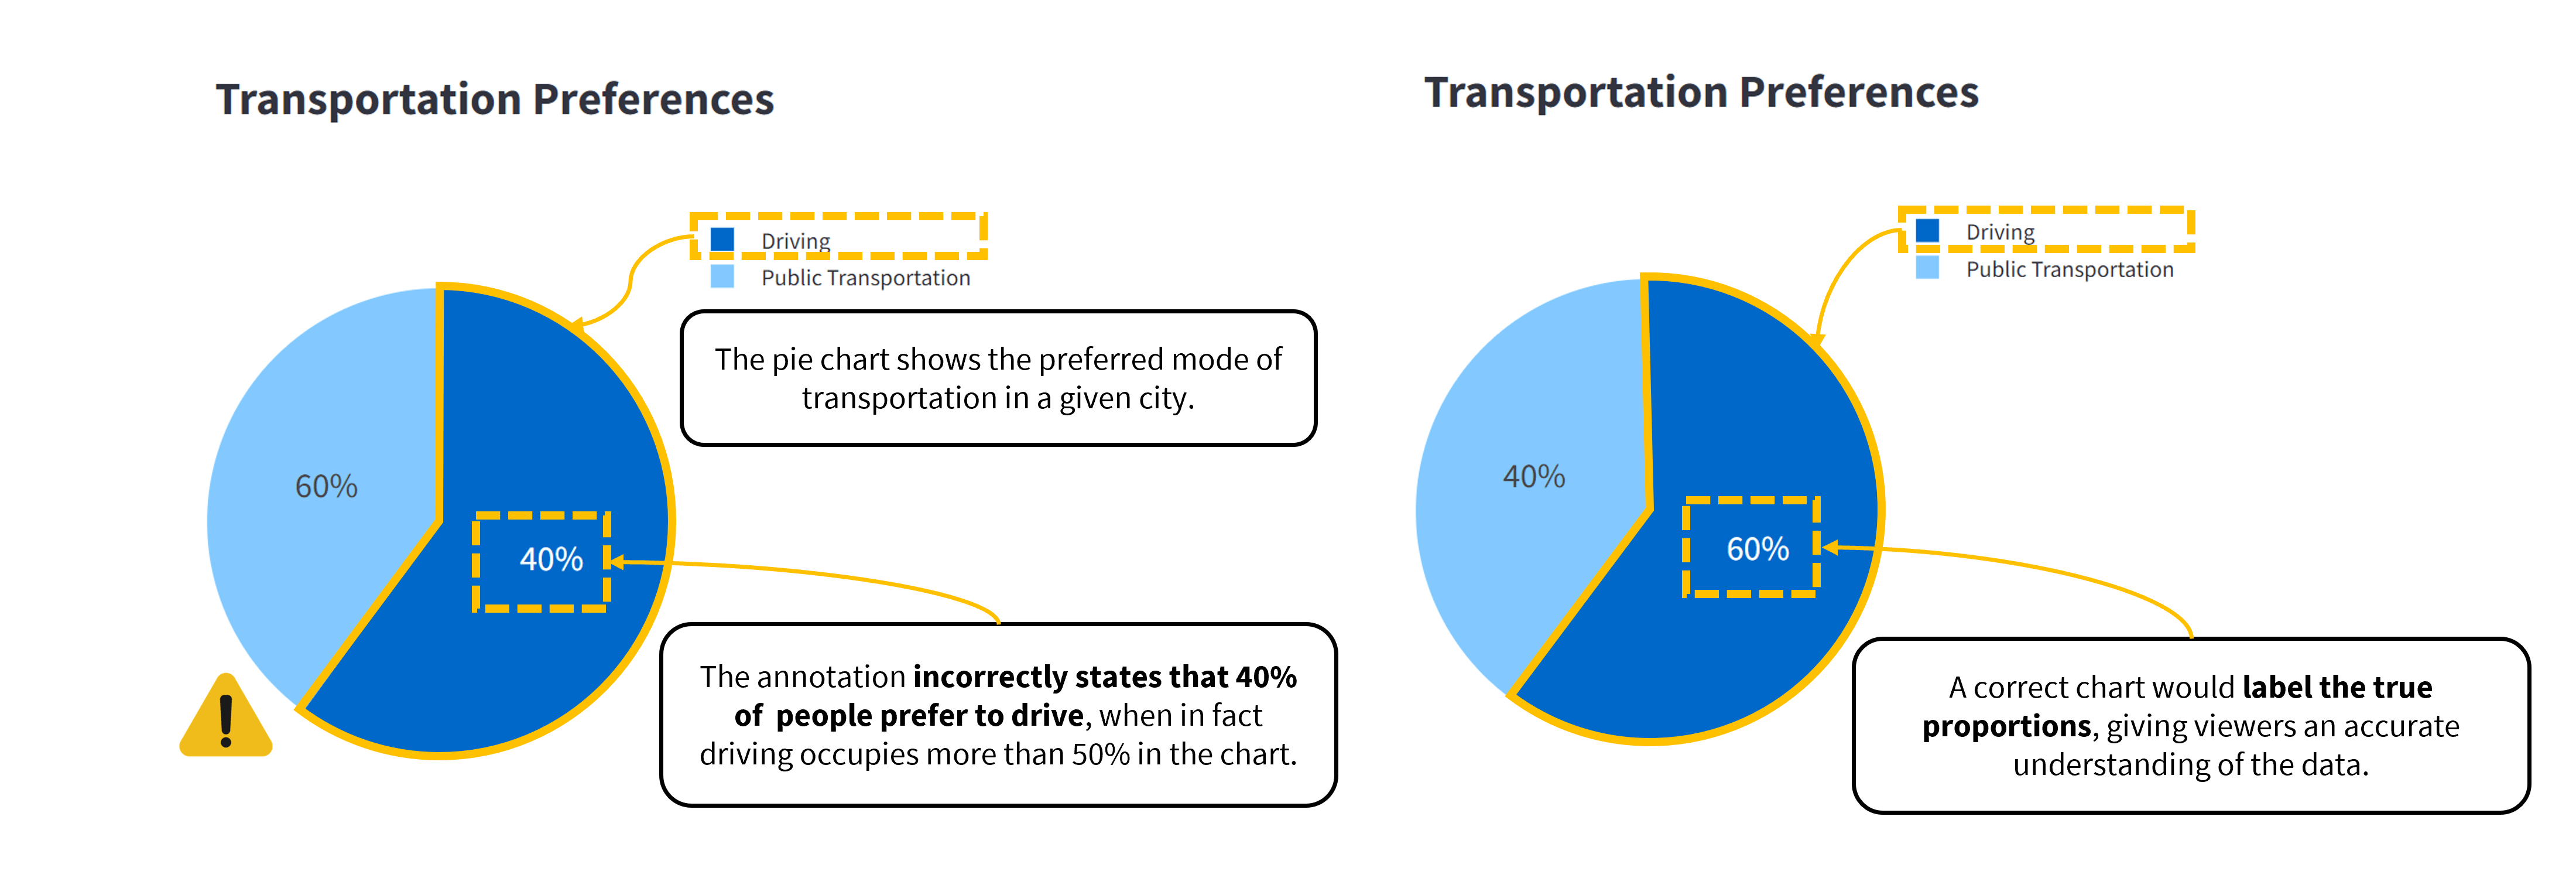 Transportation Preferences
Driving
Public Transportation
The pie chart shows the preferred mode of
transportation in a given city.
60%
40%
The annotation incorrectly states that 40%
of people prefer to drive, when in fact
driving occupies more than 50% in the chart.
Transportation Preferences
Driving
Public Transportation
40%
60%
A correct chart would label the true
proportions, giving viewers an accurate
understanding of the data.